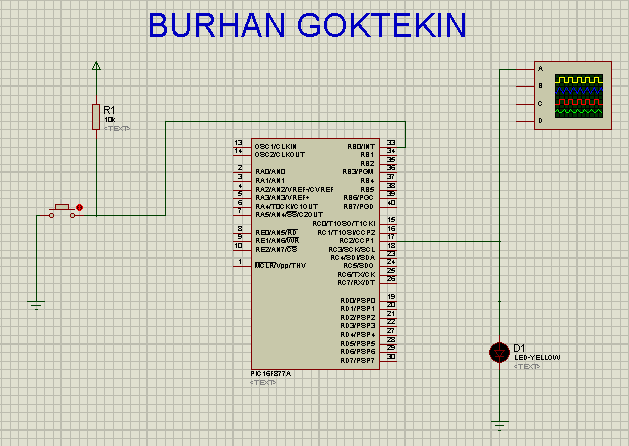 BURHAN GOKTEKIN
R1
10k
<TEXT>
A
B
C
D
13 OSC1/CLKIN
14 OSC2/CLKOUT
2 RA0/AN0
3 RA1/AN1
4 RA2/AN2/VREF-/CVREF
5 RA3/AN3/VREF+
6 RA4/T0CKI/C1OUT
7 RA5/AN4/SS/C2OUT
8 RE0/AN5/RD
9 RE1/AN6/WR
10 RE2/AN7/CS
1 MCLR/Vpp/THV
RB0/INT 33
RB1 34
RB2 35
RB3/PGM 36
RB4 37
RB5 38
RB6/PGC 39
RB7/PGD 40
RC0/T1OSO/T1CKI 15
RC1/T1OSI/CCP2 16
RC2/CCP1 17
RC3/SCK/SCL 18
RC4/SDI/SDA 23
RC5/SDO 24
RC6/TX/CK 25
RC7/RX/DT 26
RD0/PSP0 19
RD1/PSP1 20
RD2/PSP2 21
RD3/PSP3 22
RD4/PSP4 27
RD5/PSP5 28
RD6/PSP6 29
RD7/PSP7 30
PIC16F877A
<TEXT>
D1
LED-YELLOW
<TEXT>